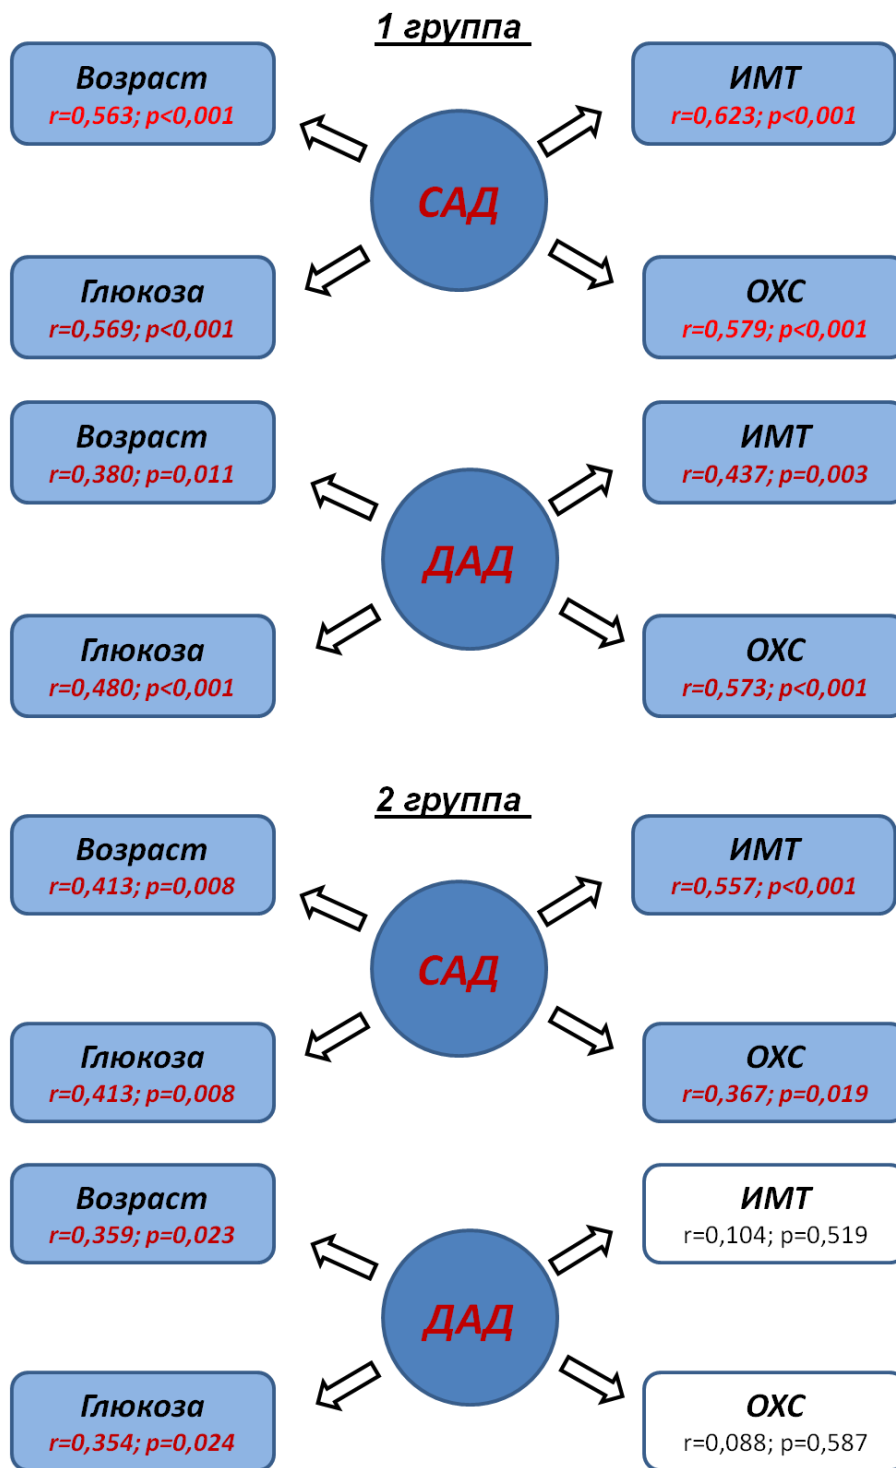 1 группа
Возраст
r=0,563; p<0,001
ИМТ
r=0,623; p<0,001
САД
Глюкоза
r=0,569; p<0,001
ОХС
r=0,579; p<0,001
Возраст
r=0,380; p=0,011
ИМТ
r=0,437; p=0,003
ДАД
Глюкоза
r=0,480; p<0,001
ОХС
r=0,573; p<0,001
2 группа
Возраст
r=0,413; p=0,008
ИМТ
r=0,557; p<0,001
САД
Глюкоза
r=0,413; p=0,008
ОХС
r=0,367; p=0,019
Возраст
r=0,359; p=0,023
ИМТ
r=0,104; p=0,519
ДАД
Глюкоза
r=0,354; p=0,024
ОХС
r=0,088; p=0,587